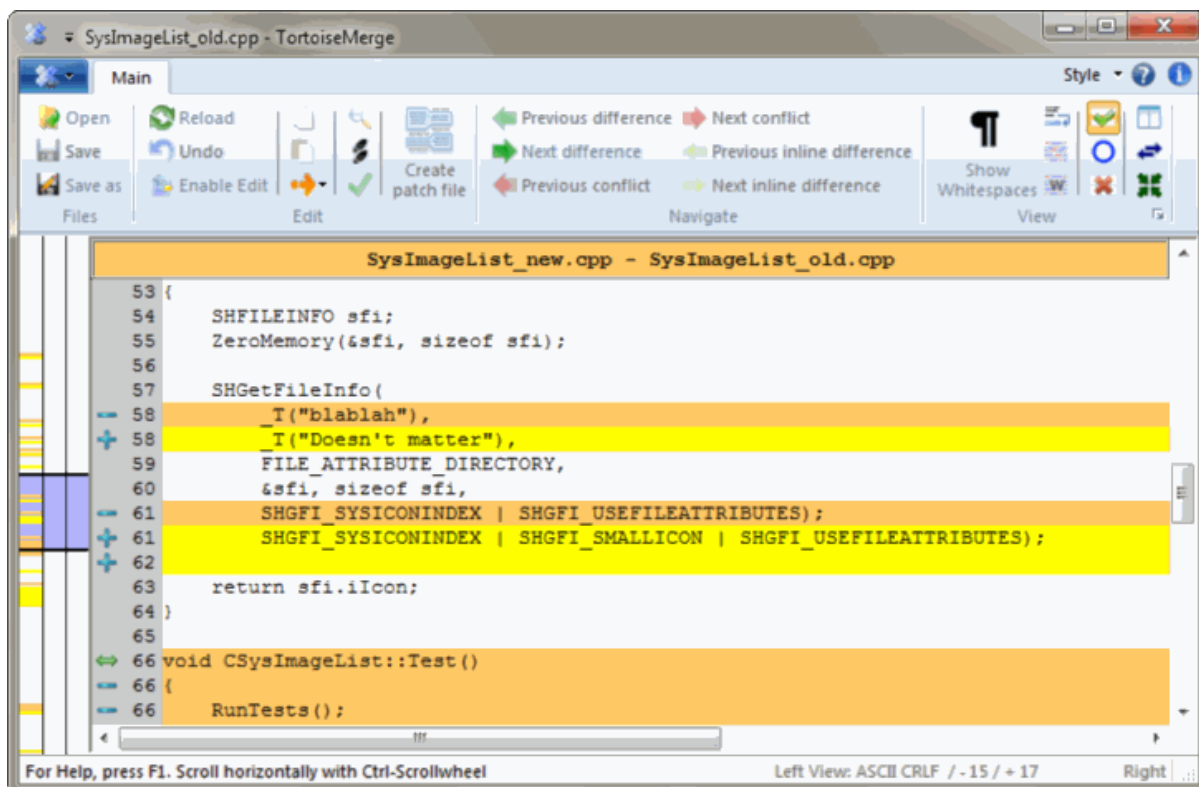 SysImageList_old.cpp - TortoiseMerge
Main
Style
Open
Save
Save as
Files
Reload
Undo
Enable Edit
Create
patch file
Edit
Previous difference
Next conflict
Next difference
Previous inline difference
Previous conflict
Next inline difference
Navigate
Show
Whitespaces
View
SysImageList_new.cpp - SysImageList_old.cpp
53 {
54 SHFILEINFO sfi;
55 ZeroMemory(&sfi, sizeof sfi);
56
57 SHGetFileInfo(
58 _T("blablah"),
58 _T("Doesn't matter"),
59 FILE_ATTRIBUTE_DIRECTORY,
60 &sfi, sizeof sfi,
61 SHGFI_SYSICONINDEX | SHGFI_USEFILEATTRIBUTES);
61 SHGFI_SYSICONINDEX | SHGFI_SMALLICON | SHGFI_USEFILEATTRIBUTES);
62
63 return sfi.iIcon;
64 }
65
66 void CSysImageList::Test()
66 {
66 RunTests();
For Help, press F1. Scroll horizontally with Ctrl-Scrollwheel
Left View: ASCII CRLF / - 15 / + 17
Right